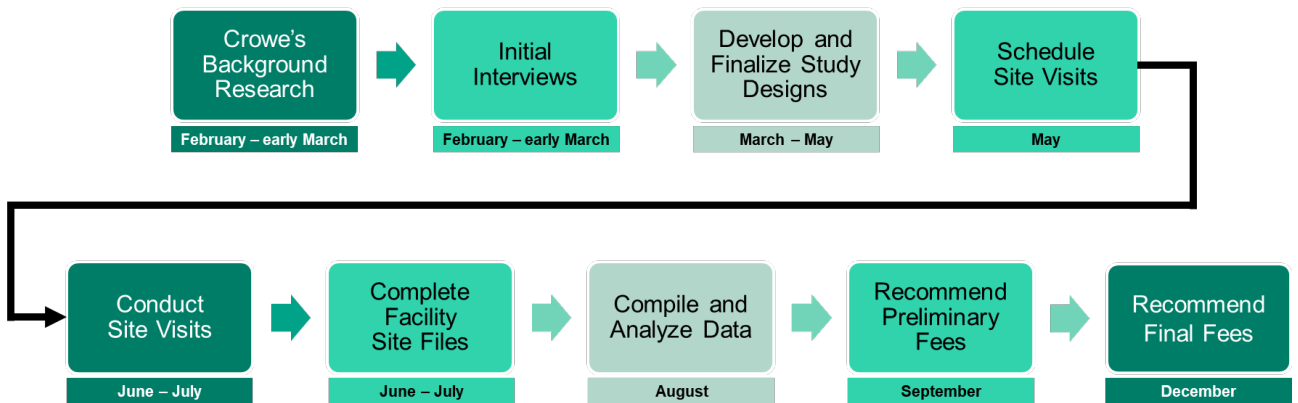 Crowe's
Background
Research
February – early March
Initial
Interviews
February – early March
Develop and
Finalize Study
Designs
March – May
Schedule
Site Visits
May
Conduct
Site Visits
June – July
Complete
Facility
Site Files
June – July
Compile and
Analyze Data
August
Recommend
Preliminary
Fees
September
Recommend
Final Fees
December